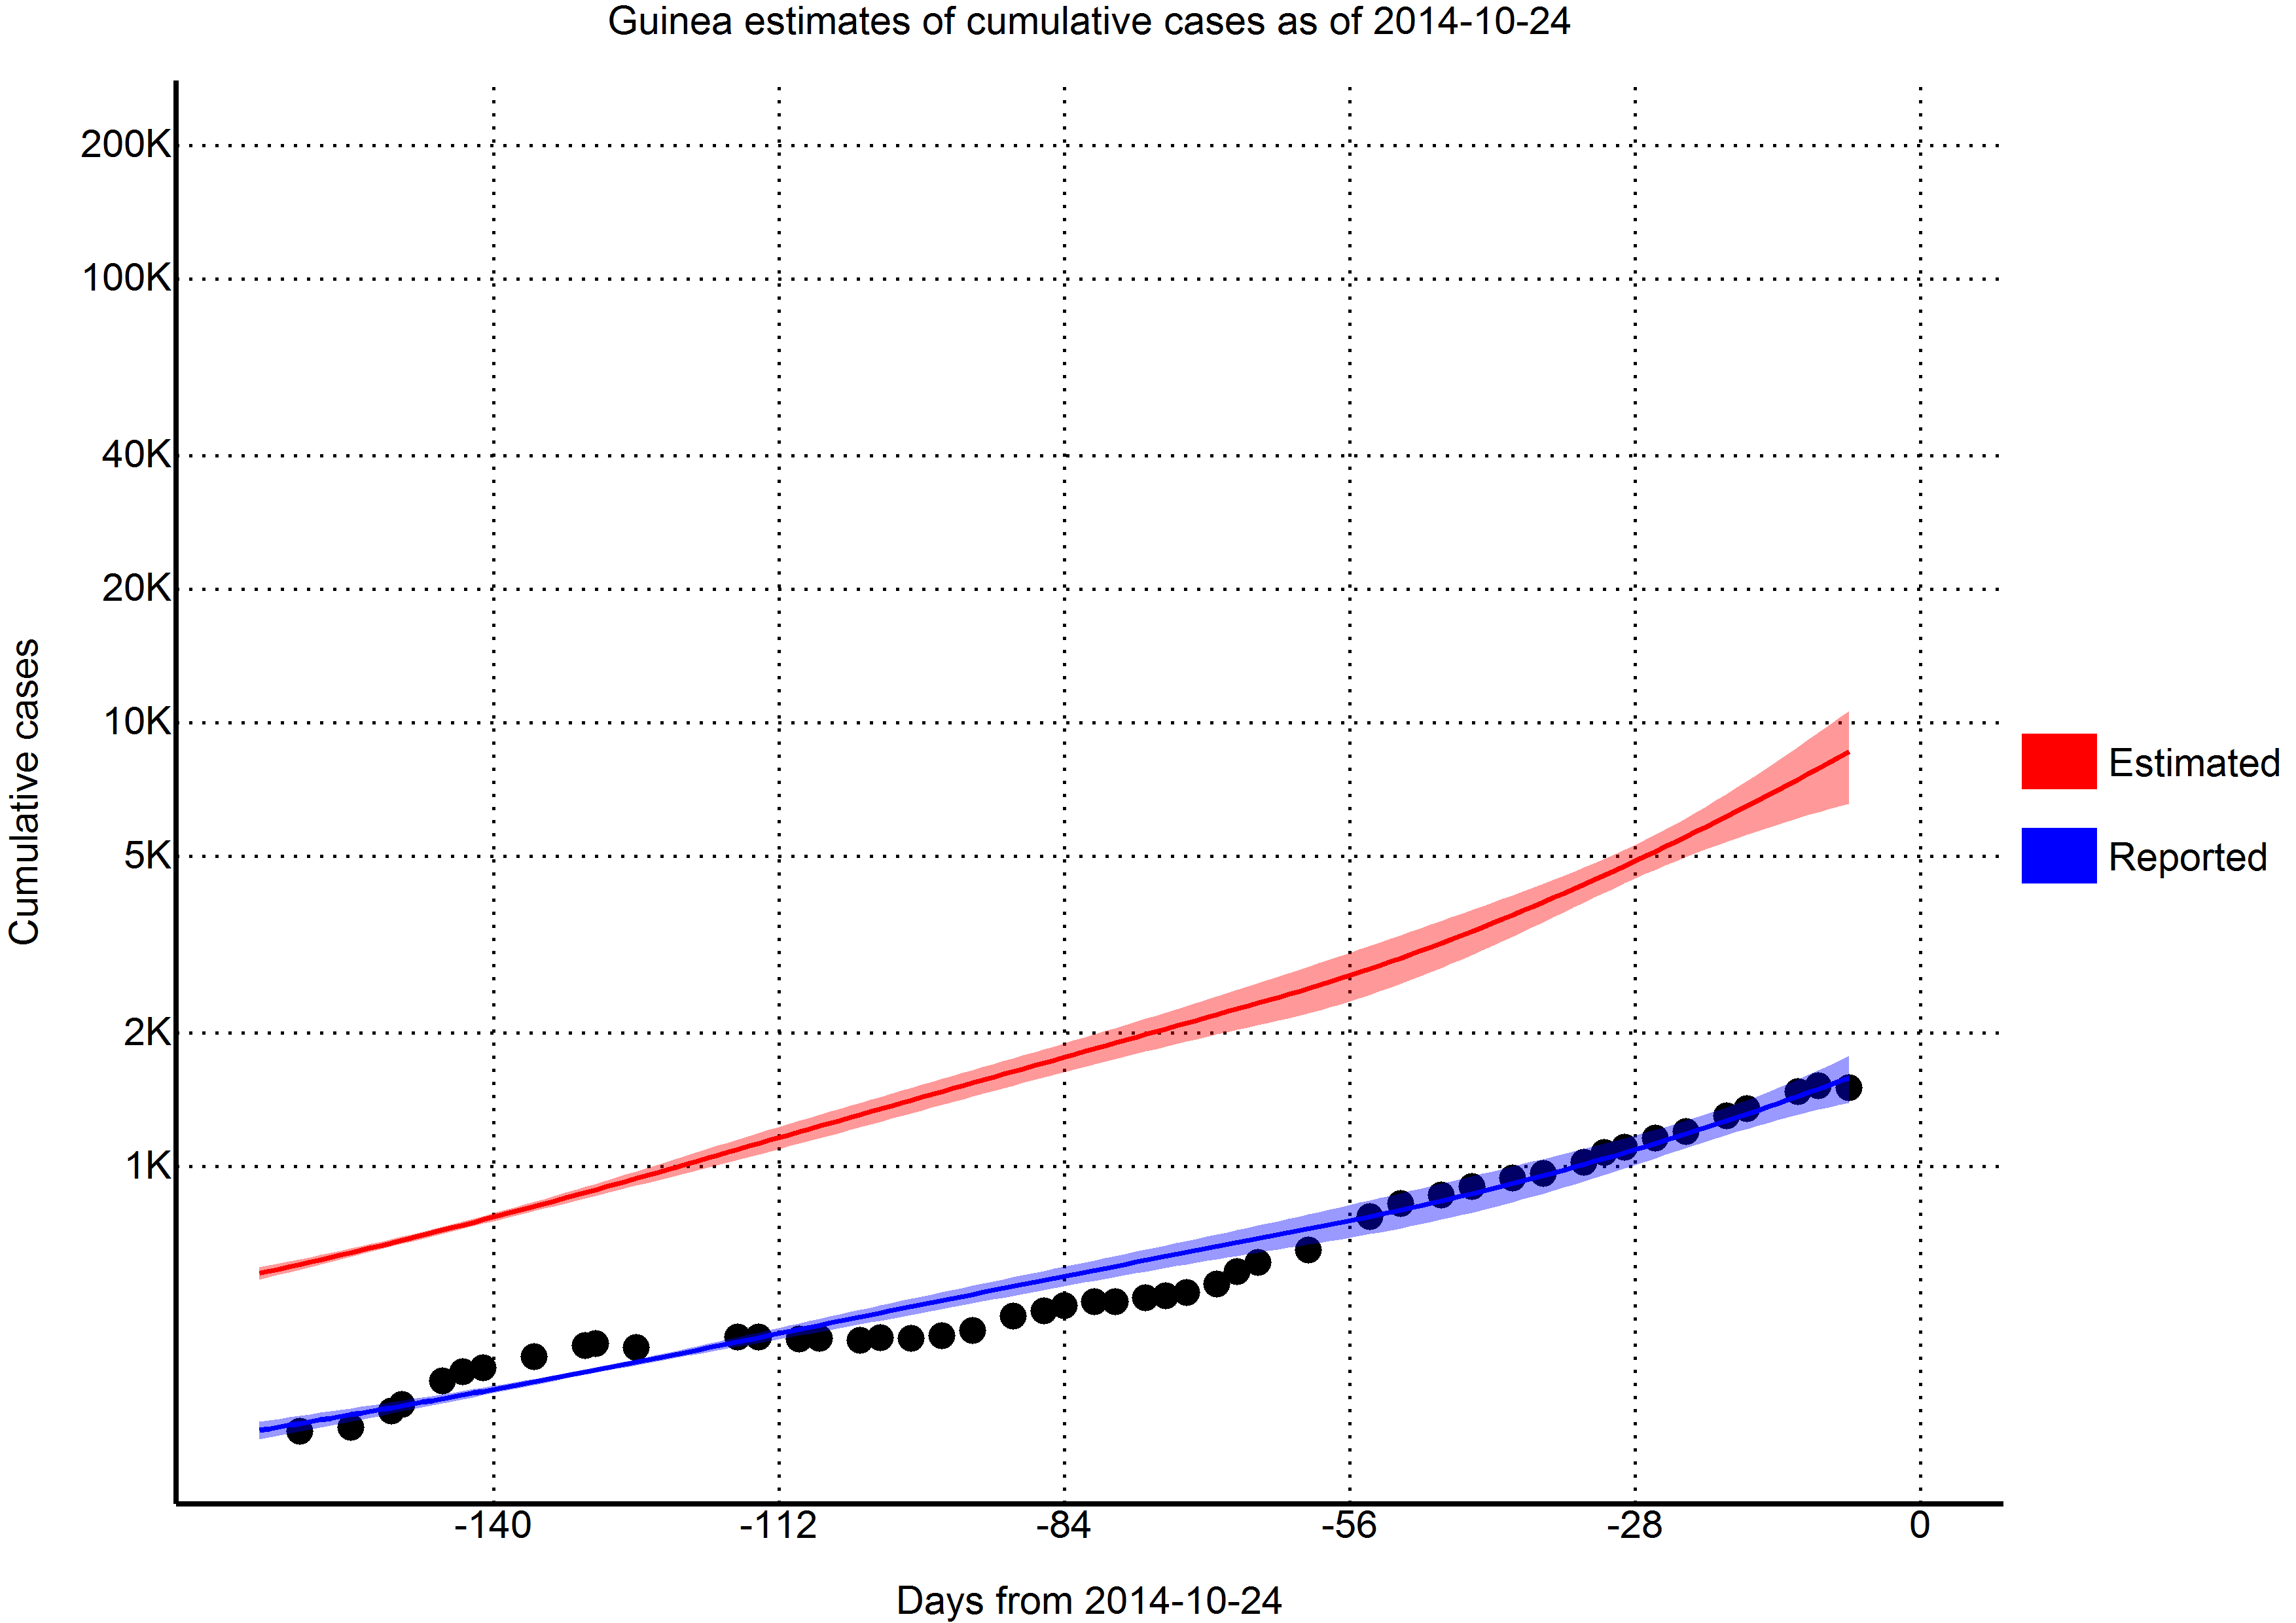 Guinea estimates of cumulative cases as of 2014-10-24
200K
100K
40K
20K
10K
5K
2K
1K
Cumulative cases
Estimated
Reported
-140 -112 -84 -56 -28 0
Days from 2014-10-24